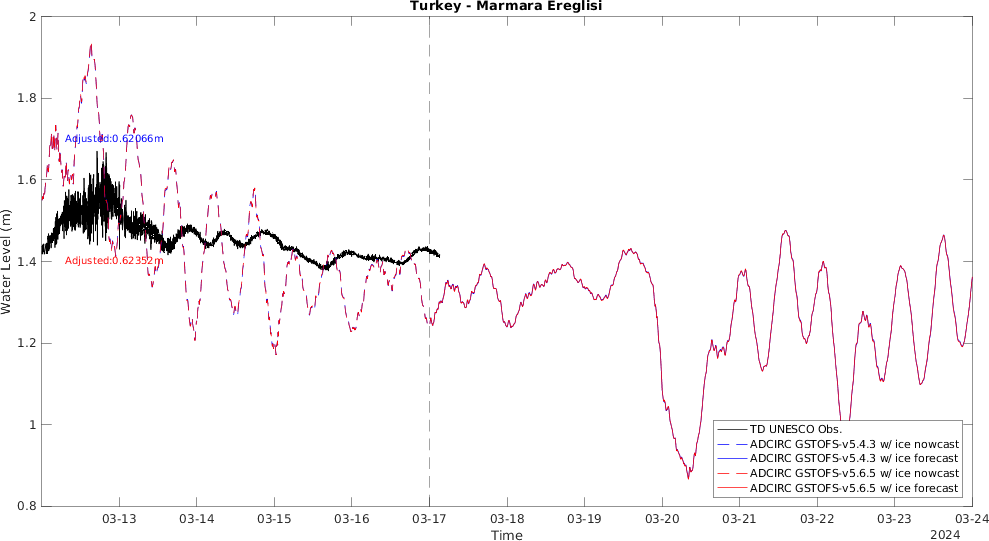 Turkey - Marmara Ereglisi
2
1.8
1.6
1.4
1.2
1
0.8
Water Level (m)
Adjusted:0.62066m
Adjusted:0.62352m
TD UNESCO Obs.
ADCIRC GSTOFS-v5.4.3 w/ ice nowcast
ADCIRC GSTOFS-v5.4.3 w/ ice forecast
ADCIRC GSTOFS-v5.6.5 w/ ice nowcast
ADCIRC GSTOFS-v5.6.5 w/ ice forecast
03-13 03-14 03-15 03-16 03-17 03-18 03-19 03-20 03-21 03-22 03-23 03-24
Time
2024